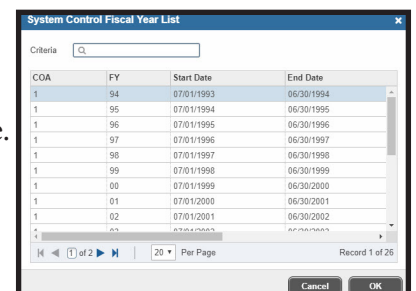 System Control Fiscal Year List x
Criteria
COA FY Start Date End Date
1 94 07/01/1993 06/30/1994
1 95 07/01/1994 06/30/1995
1 96 07/01/1995 06/30/1996
1 97 07/01/1996 06/30/1997
1 98 07/01/1997 06/30/1998
1 99 07/01/1998 06/30/1999
1 00 07/01/1999 06/30/2000
1 01 07/01/2000 06/30/2001
1 02 07/01/2001 06/30/2002
1 of 2 20 Per Page Record 1 of 26
Cancel OK